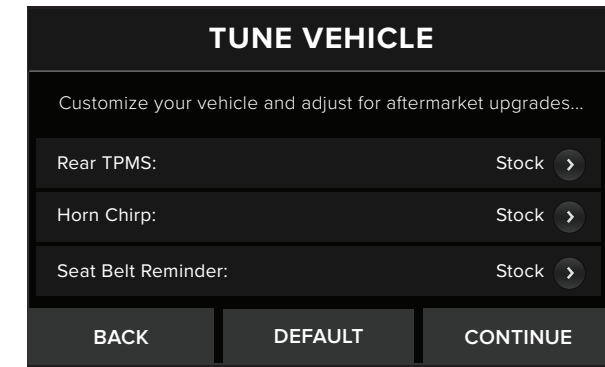 TUNE VEHICLE
Customize your vehicle and adjust for aftermarket upgrades...
Rear TPMS: Stock
Horn Chirp: Stock
Seat Belt Reminder: Stock
BACK DEFAULT CONTINUE